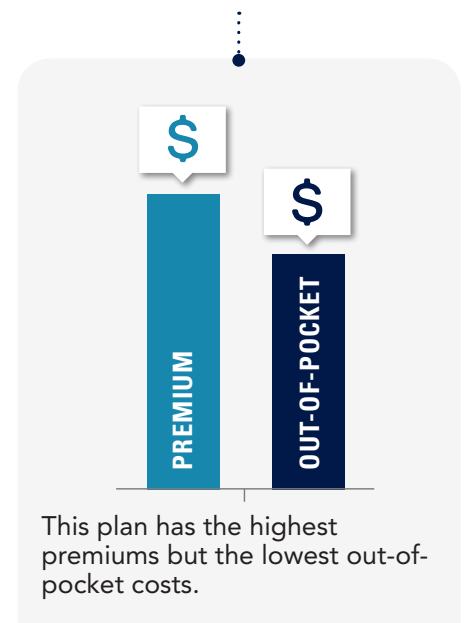 $
$
PREMIUM
OUT-OF-POCKET
This plan has the highest
premiums but the lowest out-of-
pocket costs.